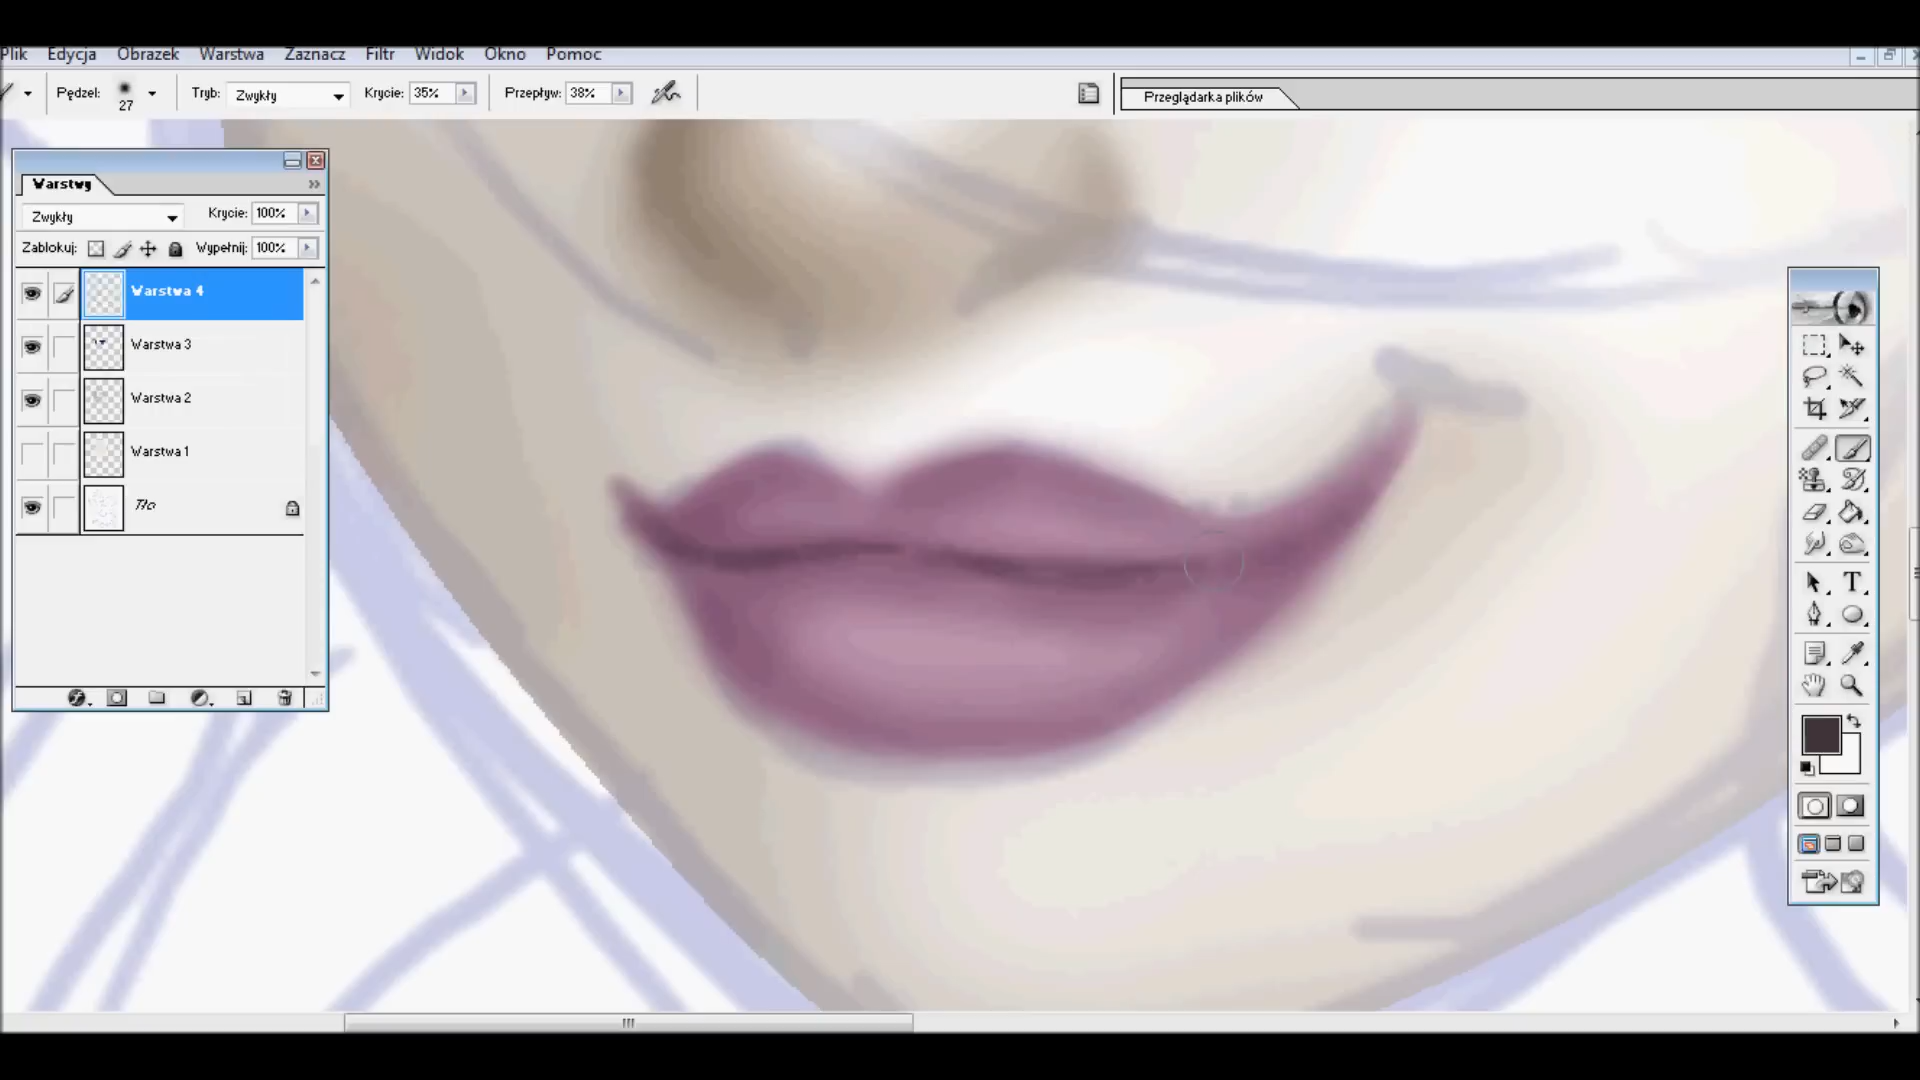 Plik Edycja Obrazek Warstwa Zaznacz Filtr Widok Okno Pomoc
Pędzel: 27 Tryb: Zwykły Krycie: 35% Przepływ: 38% Przeglądarka plików
Warstwy
Zwykły Krycie: 100%
Zablokuj: Wypełnij: 100%
Warstwa 4
Warstwa 3
Warstwa 2
Warstwa 1
Tło